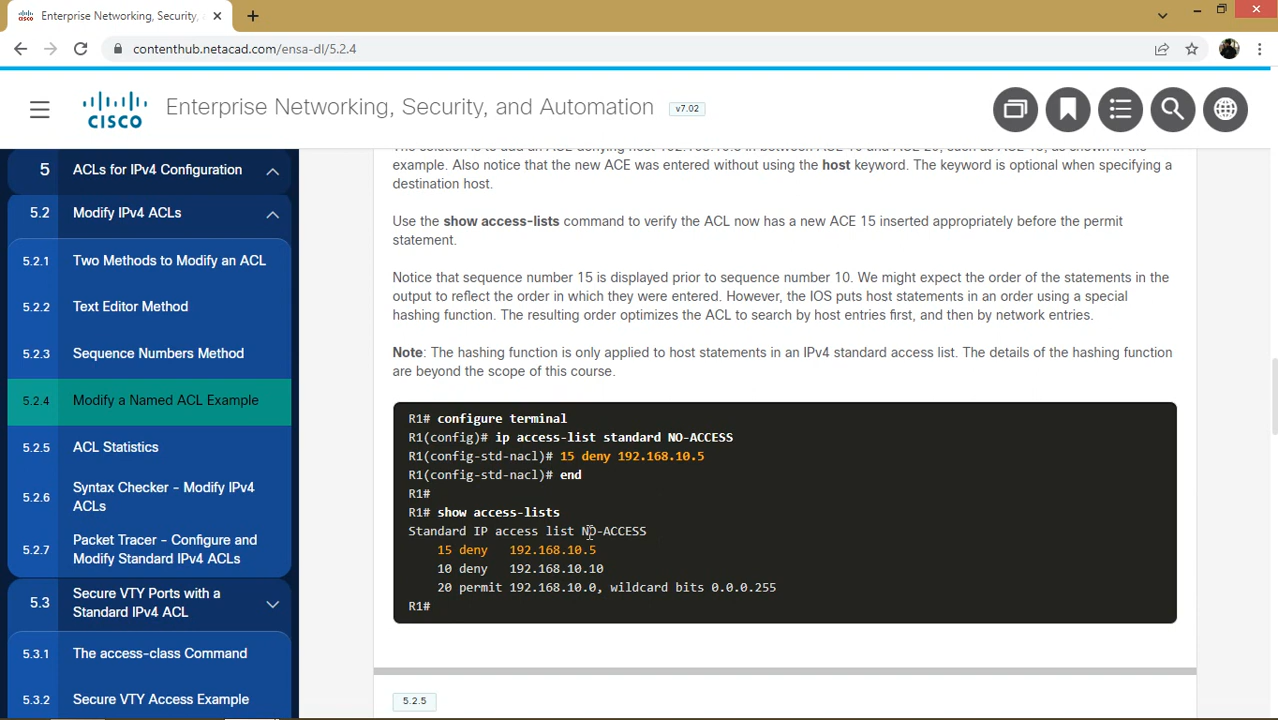 Enterprise Networking, Security,
contenthub.netacad.com/ensa-dl/5.2.4
CISCO
Enterprise Networking, Security, and Automation v7.02
5 ACLs for IPv4 Configuration
5.2 Modify IPv4 ACLs
5.2.1 Two Methods to Modify an ACL
5.2.2 Text Editor Method
5.2.3 Sequence Numbers Method
5.2.4 Modify a Named ACL Example
5.2.5 ACL Statistics
5.2.6 Syntax Checker - Modify IPv4
ACLs
5.2.7 Packet Tracer - Configure and
Modify Standard IPv4 ACLs
5.3 Secure VTY Ports with a
Standard IPv4 ACL
5.3.1 The access-class Command
5.3.2 Secure VTY Access Example
example. Also notice that the new ACE was entered without using the host keyword. The keyword is optional when specifying a
destination host.
Use the show access-lists command to verify the ACL now has a new ACE 15 inserted appropriately before the permit
statement.
Notice that sequence number 15 is displayed prior to sequence number 10. We might expect the order of the statements in the
output to reflect the order in which they were entered. However, the IOS puts host statements in an order using a special
hashing function. The resulting order optimizes the ACL to search by host entries first, and then by network entries.
Note: The hashing function is only applied to host statements in an IPv4 standard access list. The details of the hashing function
are beyond the scope of this course.
R1# configure terminal
R1(config)# ip access-list standard NO-ACCESS
R1(config-std-nacl)# 15 deny 192.168.10.5
R1(config-std-nacl)# end
R1#
R1# show access-lists
Standard IP access list NO-ACCESS
15 deny 192.168.10.5
10 deny 192.168.10.10
20 permit 192.168.10.0, wildcard bits 0.0.0.255
R1#
5.2.5